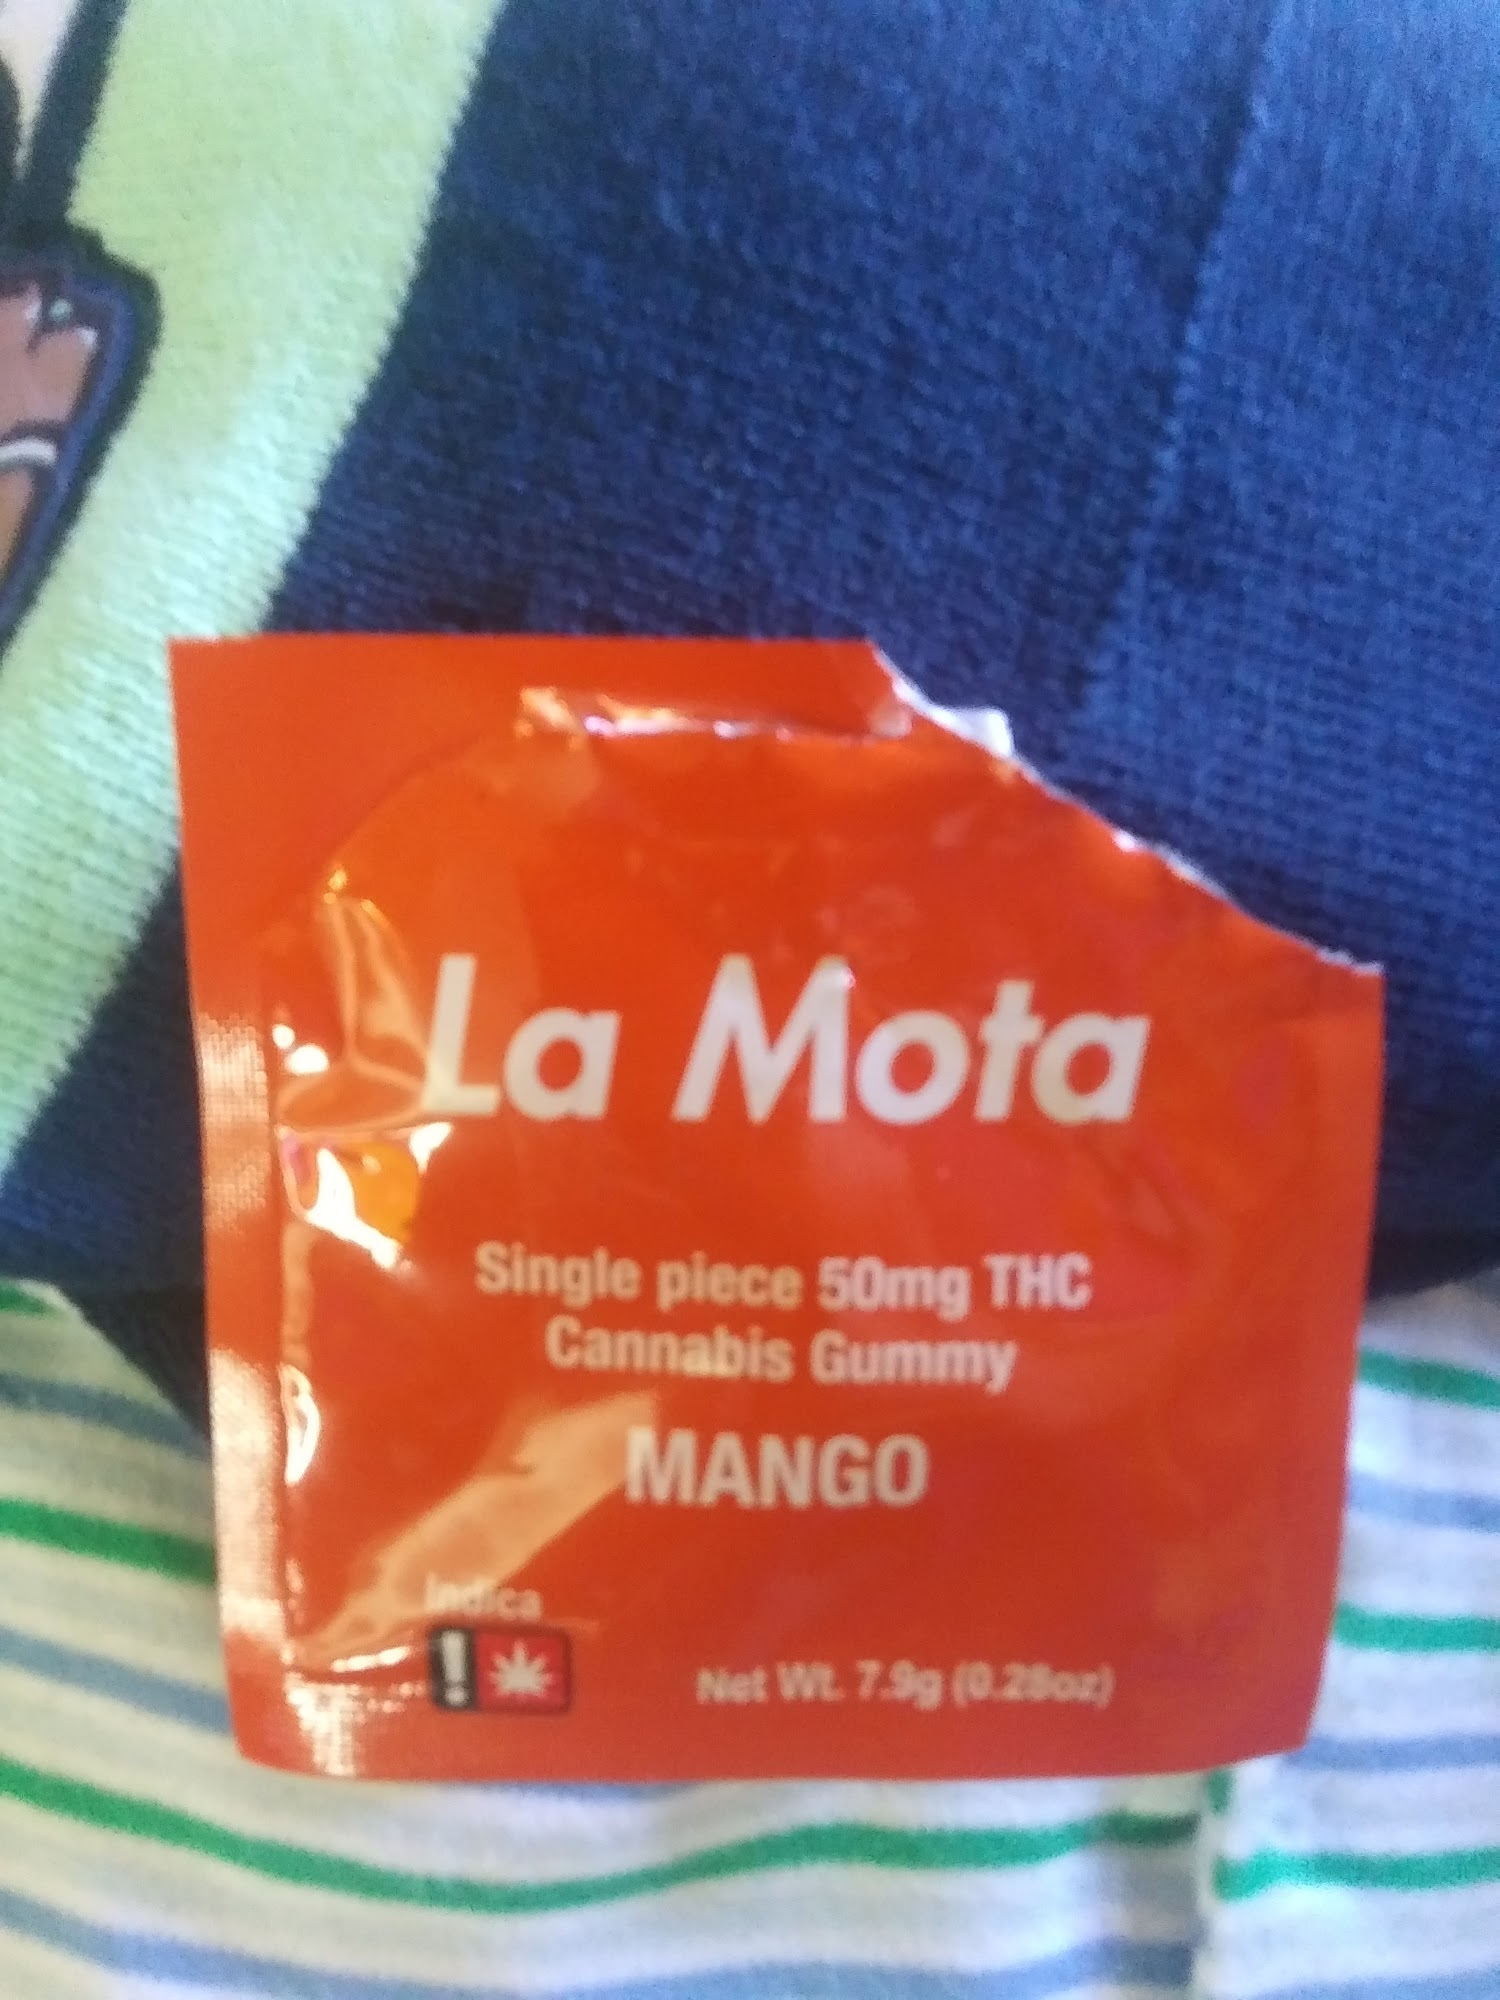 La Mota
Single piece 50mg THC
Cannabis Gummy
MANGO
Indica
Net Wt. 7.9g (0.28oz)